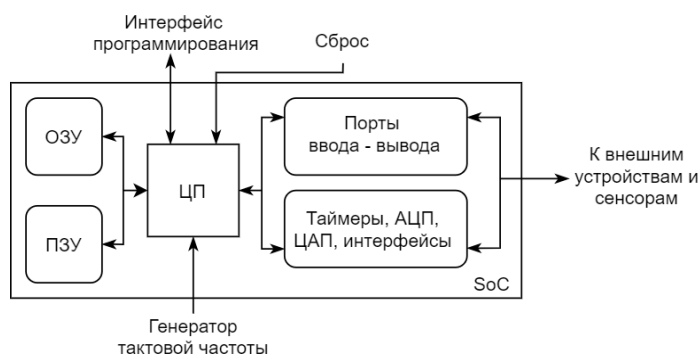 Интерфейс
программирования
Сброс
ОЗУ
ПЗУ
ЦП
Порты
ввода - вывода
Таймеры, АЦП,
ЦАП, интерфейсы
SoC
К внешним
устройствам и
сенсорам
Генератор
тактовой частоты